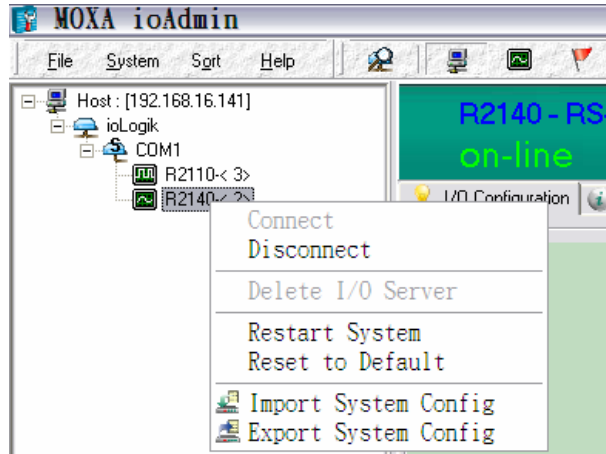 MOXA ioAdmin
File System Sort Help
Host : [192.168.16.141]
ioLogik
COM1
R2110-< 3>
R2140-< 2>
R2140 - RS-
on-line
I/O Configuration
Connect
Disconnect
Delete I/O Server
Restart System
Reset to Default
Import System Config
Export System Config